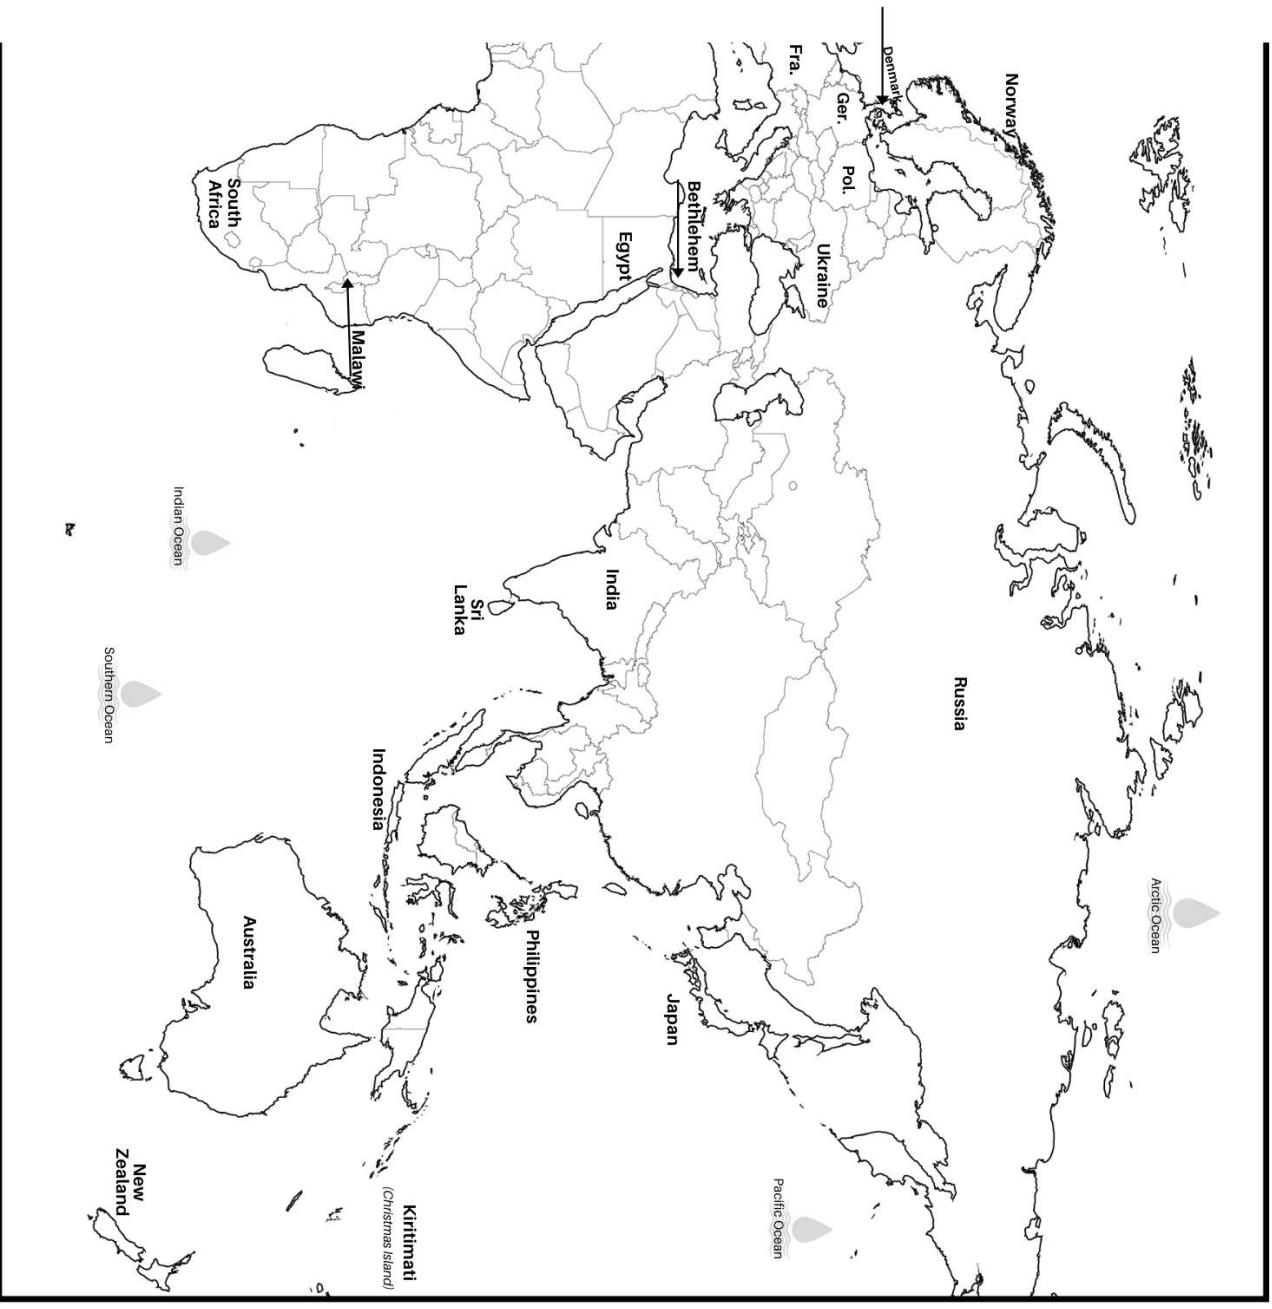 Norway
Denmark
Fra.
Ger.
Pol.
Ukraine
Russia
Arctic Ocean
Bethlehem
Egypt
India
Sri
Lanka
Japan
Philippines
Pacific Ocean
South
Africa
Malawi
Indian Ocean
Southern Ocean
Indonesia
Australia
Kiritimati
(Christmas Island)
New
Zealand